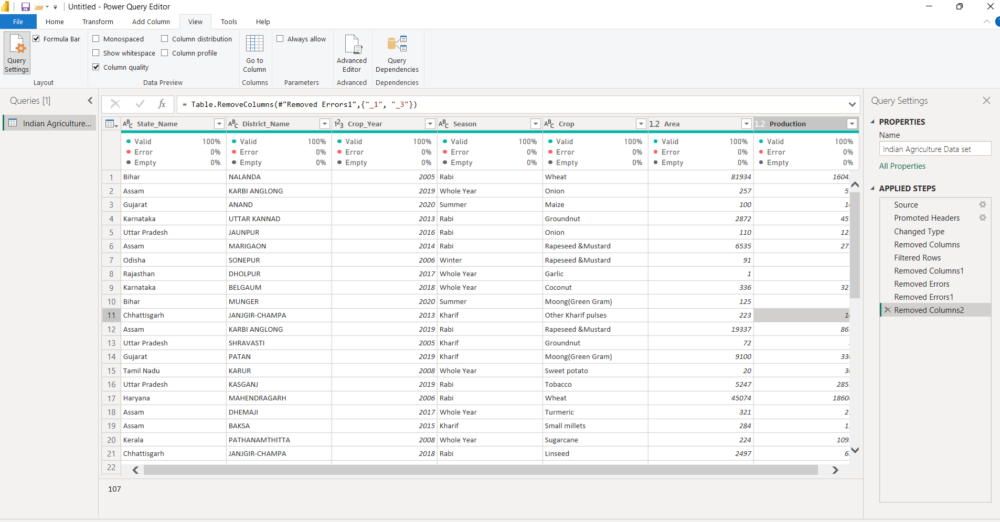 Untitled - Power Query Editor
File Home Transform Add Column View Tools Help
Query Settings
Formula Bar
Layout
Monospaced
Column distribution
Show whitespace
Column profile
Column quality
Data Preview
Go to Column
Columns
Always allow
Parameters
Advanced Editor
Advanced
Query Dependencies
Dependencies
Queries [1]
Indian Agriculture...
fx
= Table.RemoveColumns(#"Removed Errors1",{"_1", "_3"})
ABC State_Name ABC District_Name 123 Crop_Year ABC Season ABC Crop 1.2 Area 1.2 Production
Valid 100% Valid 100% Valid 100% Valid 100% Valid 100% Valid 100% Valid 100%
Error 0% Error 0% Error 0% Error 0% Error 0% Error 0% Error 0%
Empty 0% Empty 0% Empty 0% Empty 0% Empty 0% Empty 0% Empty 0%
1 Bihar NALANDA 2005 Rabi Wheat 81934 1604
2 Assam KARBI ANGLONG 2019 Whole Year Onion 257 5
3 Gujarat ANAND 2020 Summer Maize 100 1
4 Karnataka UTTAR KANNAD 2013 Rabi Groundnut 2872 45
5 Uttar Pradesh JAUNPUR 2016 Rabi Onion 110 12
6 Assam MARIGAON 2014 Rabi Rapeseed &Mustard 6535 27
7 Odisha SONEPUR 2006 Winter Rapeseed &Mustard 91
8 Rajasthan DHOLPUR 2017 Whole Year Garlic 1
9 Karnataka BELGAUM 2018 Whole Year Coconut 336 32
10 Bihar MUNGER 2020 Summer Moong(Green Gram) 125
11 Chhattisgarh JANJGIR-CHAMPA 2013 Kharif Other Kharif pulses 223 1
12 Assam KARBI ANGLONG 2019 Rabi Rapeseed &Mustard 19337 86
13 Uttar Pradesh SHRAVASTI 2005 Kharif Groundnut 72
14 Gujarat PATAN 2019 Kharif Moong(Green Gram) 9100 33
15 Tamil Nadu KARUR 2008 Whole Year Sweet potato 20 3
16 Uttar Pradesh KASGANJ 2019 Rabi Tobacco 5247 285
17 Haryana MAHENDRAGARH 2006 Rabi Wheat 45074 1860
18 Assam DHEMAJI 2017 Whole Year Turmeric 321 2
19 Assam BAKSA 2015 Kharif Small millets 284 1
20 Kerala PATHANAMTHITTA 2008 Whole Year Sugarcane 224 109
21 Chhattisgarh JANJGIR-CHAMPA 2018 Rabi Linseed 2497 6
22
107
Query Settings
PROPERTIES
Name
Indian Agriculture Data set
All Properties
APPLIED STEPS
Source
Promoted Headers
Changed Type
Removed Columns
Filtered Rows
Removed Columns1
Removed Errors
Removed Errors1
Removed Columns2